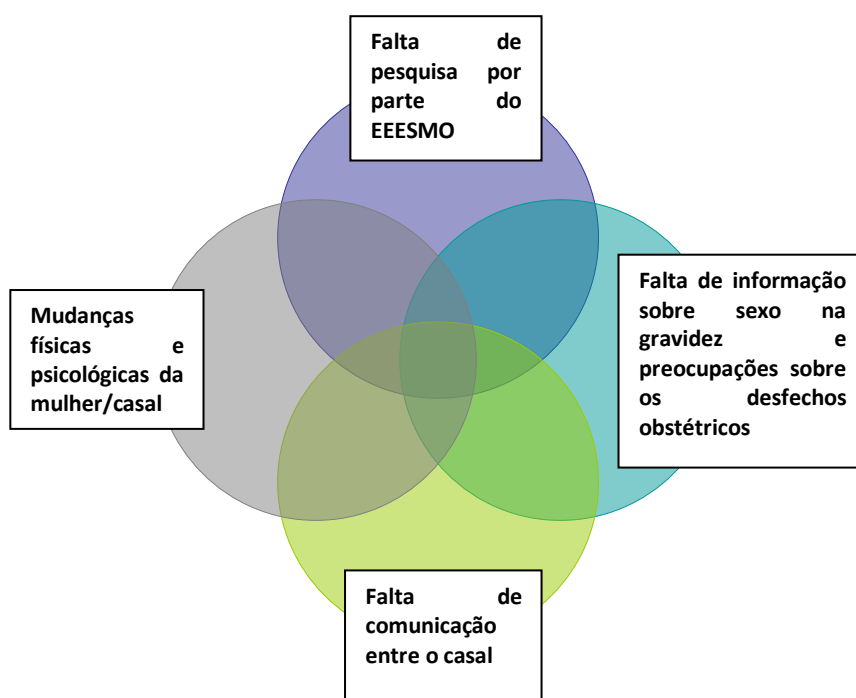 Falta de
pesquisa por
parte do
EEESMO
Mudanças
físicas e
psicológicas da
mulher/casal
Falta de informação
sobre sexo na
gravidez e
preocupações sobre
os desfechos
obstétricos
Falta de
comunicação
entre o casal